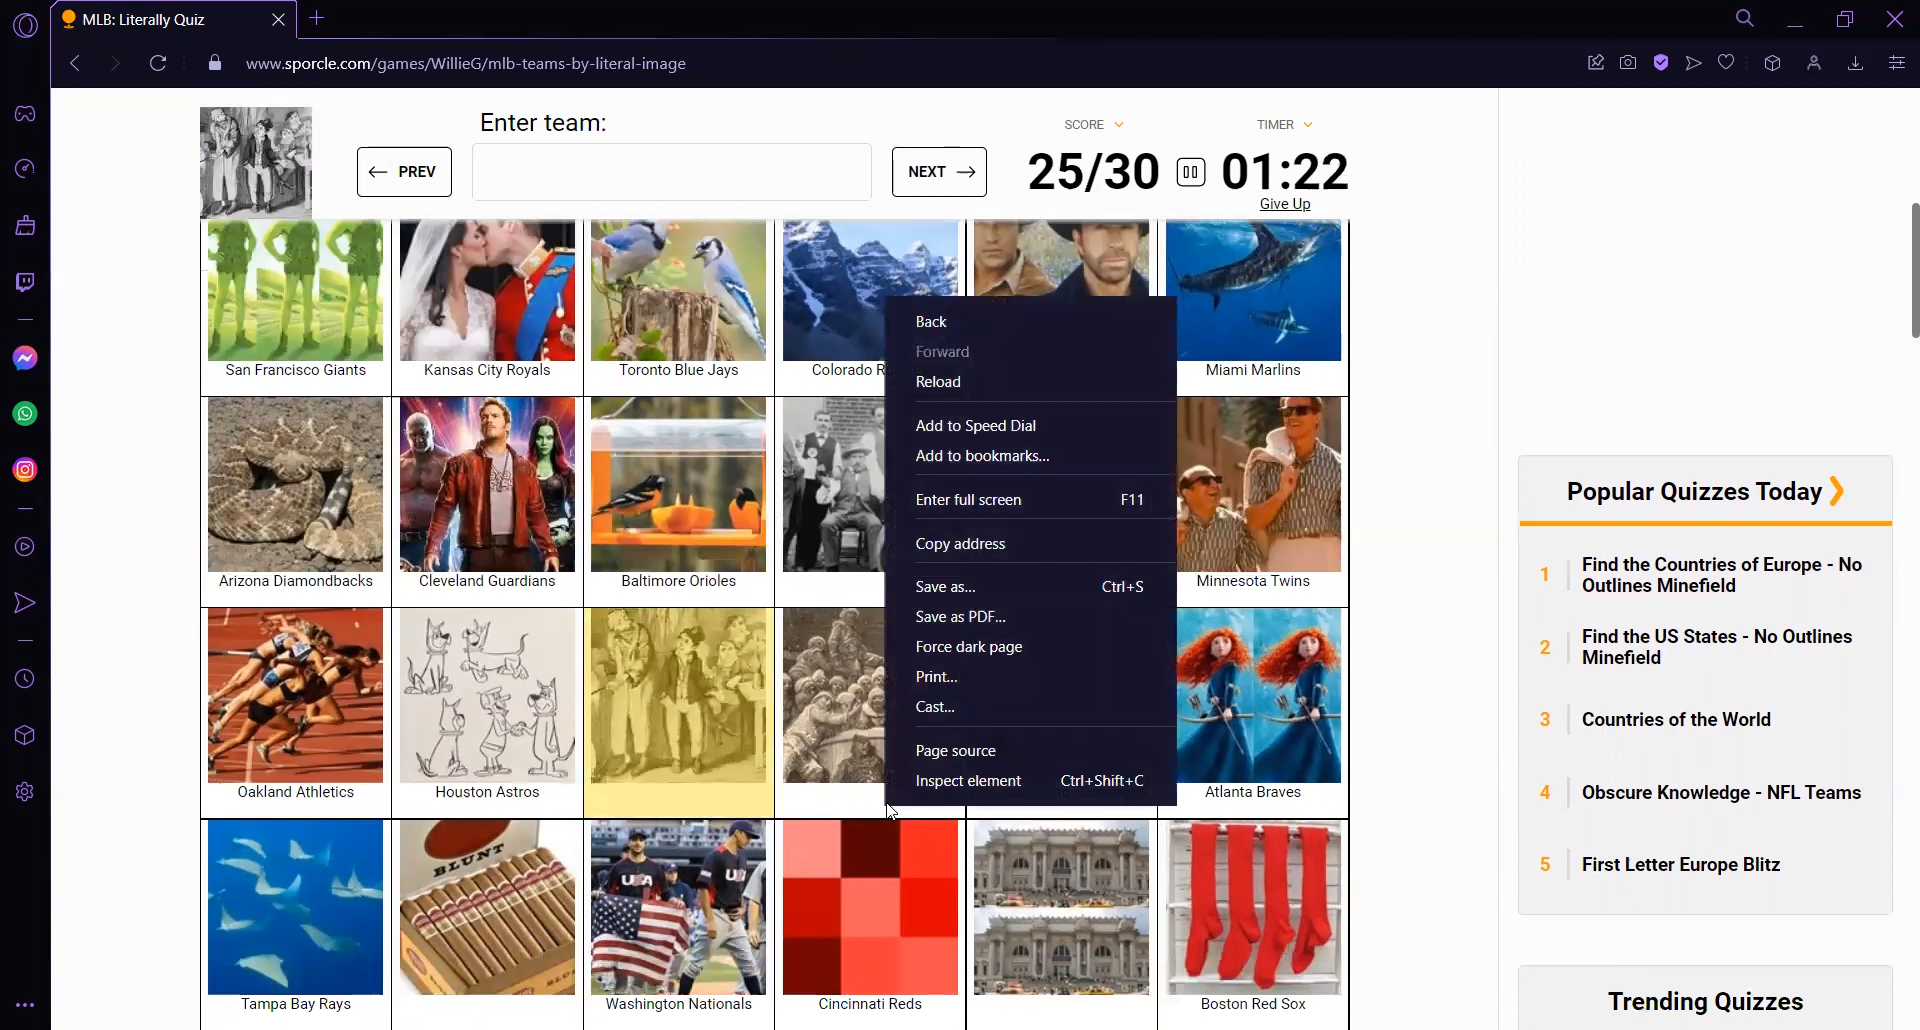 MLB: Literally Quiz
www.sporcle.com/games/WillieG/mlb-teams-by-literal-image
Enter team:
SCORE
TIMER
← PREV
NEXT →
25/30
01:22
Give Up
San Francisco Giants
Kansas City Royals
Toronto Blue Jays
Colorado R
Miami Marlins
Back
Forward
Reload
Add to Speed Dial
Add to bookmarks...
Enter full screen F11
Copy address
Save as... Ctrl+S
Save as PDF...
Force dark page
Print...
Cast...
Page source
Inspect element Ctrl+Shift+C
Arizona Diamondbacks
Cleveland Guardians
Baltimore Orioles
Minnesota Twins
Oakland Athletics
Houston Astros
Atlanta Braves
BLUNT
U
U
Tampa Bay Rays
Washington Nationals
Cincinnati Reds
Boston Red Sox
Popular Quizzes Today
1 Find the Countries of Europe - No
Outlines Minefield
2 Find the US States - No Outlines
Minefield
3 Countries of the World
4 Obscure Knowledge - NFL Teams
5 First Letter Europe Blitz
Trending Quizzes